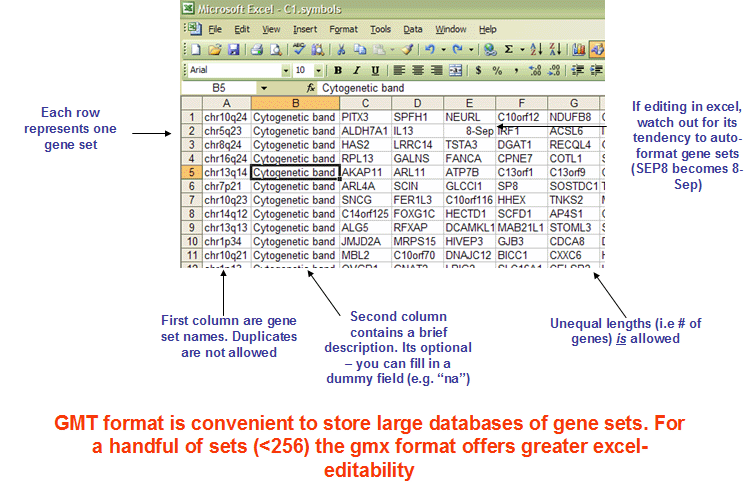 Microsoft Excel - C1.symbols
File Edit View Insert Format Tools Data Window Help
Arial 10 B I U $ %
B5 fx Cytogenetic band
A B C D E F G
1 chr10q24 Cytogenetic band PITX3 SPFH1 NEURL C10orf12 NDUFB8
2 chr5q23 Cytogenetic band ALDH7A1 IL13 8-Sep IRF1 ACSL6
3 chr8q24 Cytogenetic band HAS2 LRRC14 TSTA3 DGAT1 RECQL4
4 chr16q24 Cytogenetic band RPL13 GALNS FANCA CPNE7 COTL1
5 chr13q14 Cytogenetic band AKAP11 ARL11 ATP7B C13orf1 C13orf9
6 chr7p21 Cytogenetic band ARL4A SCIN GLCCI1 SP8 SOSTDC1
7 chr10q23 Cytogenetic band SNCG FER1L3 C10orf116 HHEX TNKS2
8 chr14q12 Cytogenetic band C14orf125 FOXG1C HECTD1 SCFD1 AP4S1
9 chr13q13 Cytogenetic band ALG5 RFXAP DCAMKL1 MAB21L1 STOML3
10 chr1p34 Cytogenetic band JMJD2A MRPS15 HIVEP3 GJB3 CDCA8
11 chr10q21 Cytogenetic band MBL2 C10orf70 DNAJC12 BICC1 CXXC6
Each row
represents one
gene set
If editing in excel,
watch out for its
tendency to auto-
format gene sets
(SEP8 becomes 8-
Sep)
First column are gene
set names. Duplicates
are not allowed
Second column
contains a brief
description. Its optional
– you can fill in a
dummy field (e.g. “na”)
Unequal lengths (i.e # of
genes) is allowed
GMT format is convenient to store large databases of gene sets. For
a handful of sets (<256) the gmx format offers greater excel-
editability